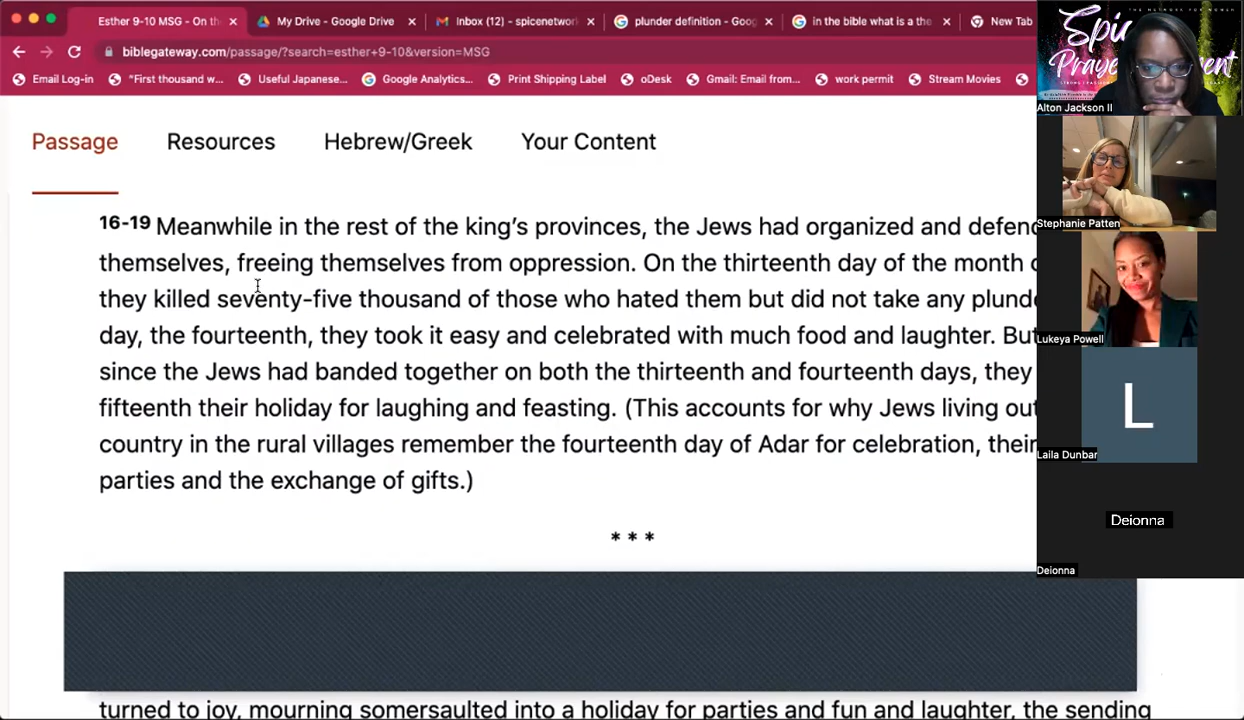 Esther 9-10 MSG - On th
My Drive - Google Drive
Inbox (12) - spicenetwor
plunder definition - Goog
in the bible what is a the
New Tab
biblegateway.com/passage/?search=esther+9-10&version=MSG
Email Log-in
"First thousand w...
Useful Japanese...
Google Analytics...
Print Shipping Label
oDesk
Gmail: Email from...
work permit
Stream Movies
Passage
Resources
Hebrew/Greek
Your Content
16-19 Meanwhile in the rest of the king's provinces, the Jews had organized and defend
themselves, freeing themselves from oppression. On the thirteenth day of the month
they killed seventy-five thousand of those who hated them but did not take any plunde
day, the fourteenth, they took it easy and celebrated with much food and laughter. But
since the Jews had banded together on both the thirteenth and fourteenth days, they
fifteenth their holiday for laughing and feasting. (This accounts for why Jews living out
country in the rural villages remember the fourteenth day of Adar for celebration, their
parties and the exchange of gifts.)
* * *
turned to joy, mourning somersaulted into a holiday for parties and fun and laughter, the sending
Alton Jackson II
Stephanie Patten
Lukeya Powell
L
Laila Dunbar
Deionna
Deionna